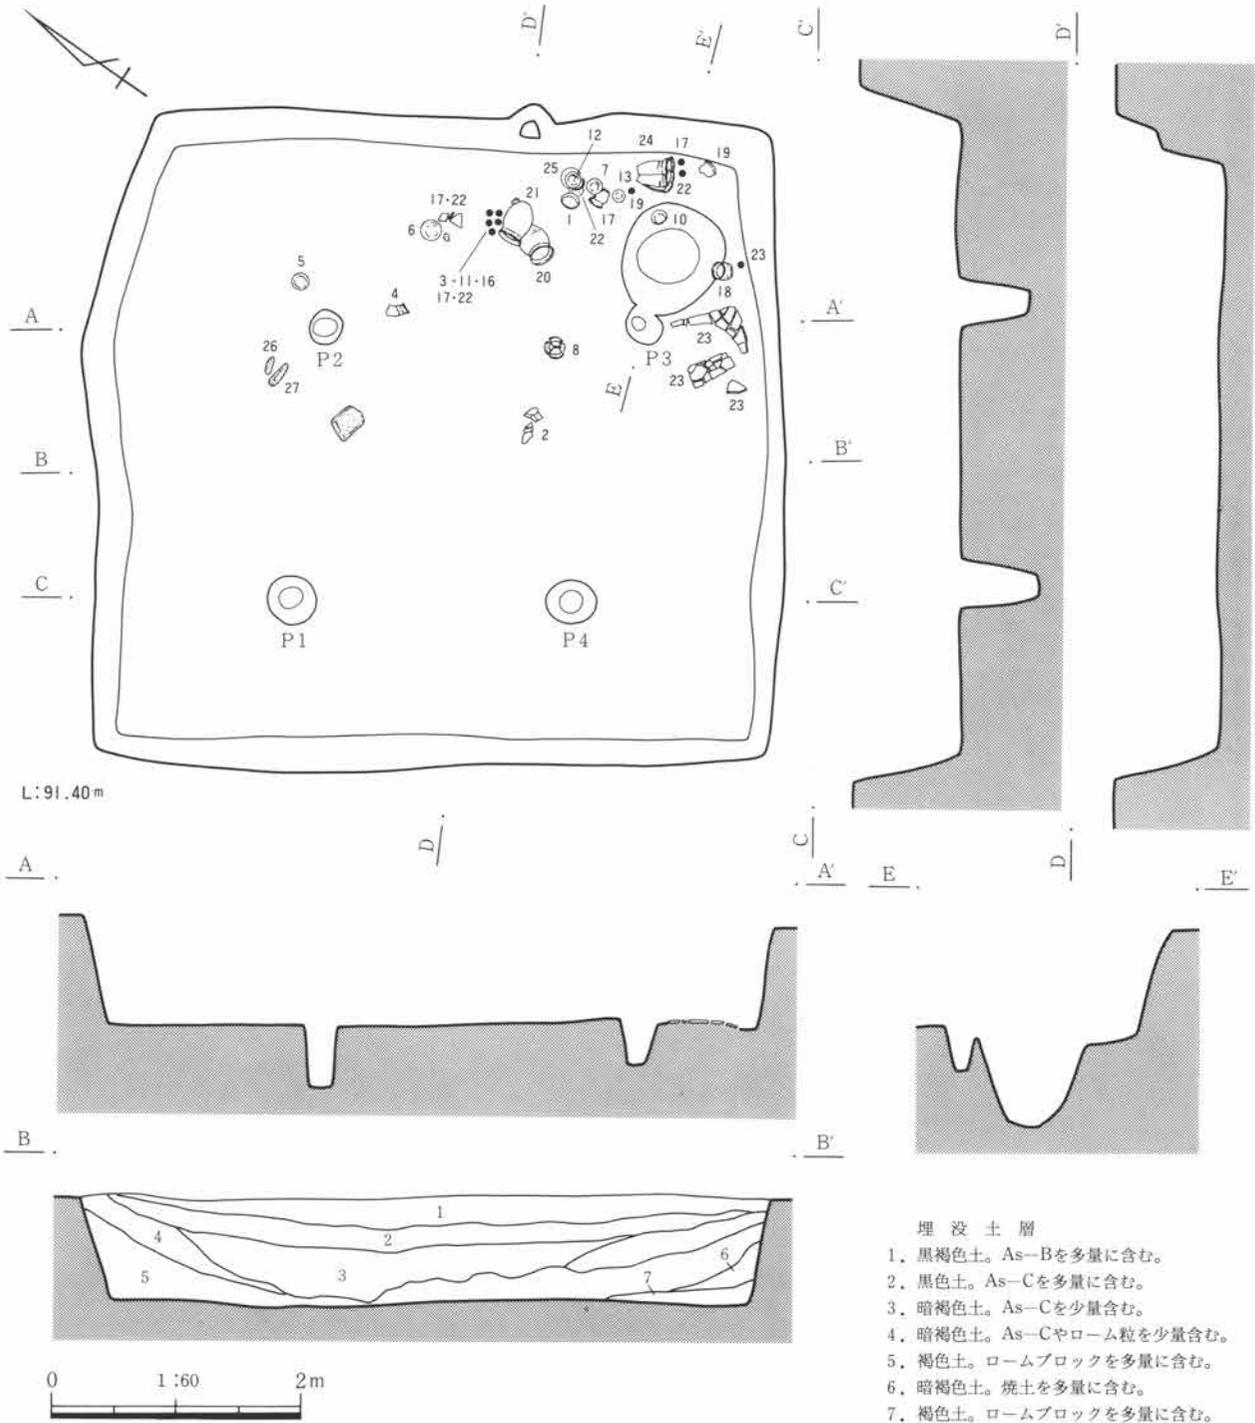 D' E' C' D'
12
24 17 19
25 7 13
22
17·22 21
6 1 17 19 10
22
5 3·11·16 23
17·22 20 18
4
A A'
P2 8 P3 23
26
27 E 23
23
2
B B'
C C'
P1 P4
L:91.40m
D C D
A A' E E'
B B'
1
2
4 6
5 3 7
埋没土層
1. 黒褐色土。As—Bを多量に含む。
2. 黒色土。As—Cを多量に含む。
3. 暗褐色土。As—Cを少量含む。
4. 暗褐色土。As—Cやローム粒を少量含む。
5. 褐色土。ロームブロックを多量に含む。
6. 暗褐色土。焼土を多量に含む。
7. 褐色土。ロームブロックを多量に含む。
0 1:60 2m